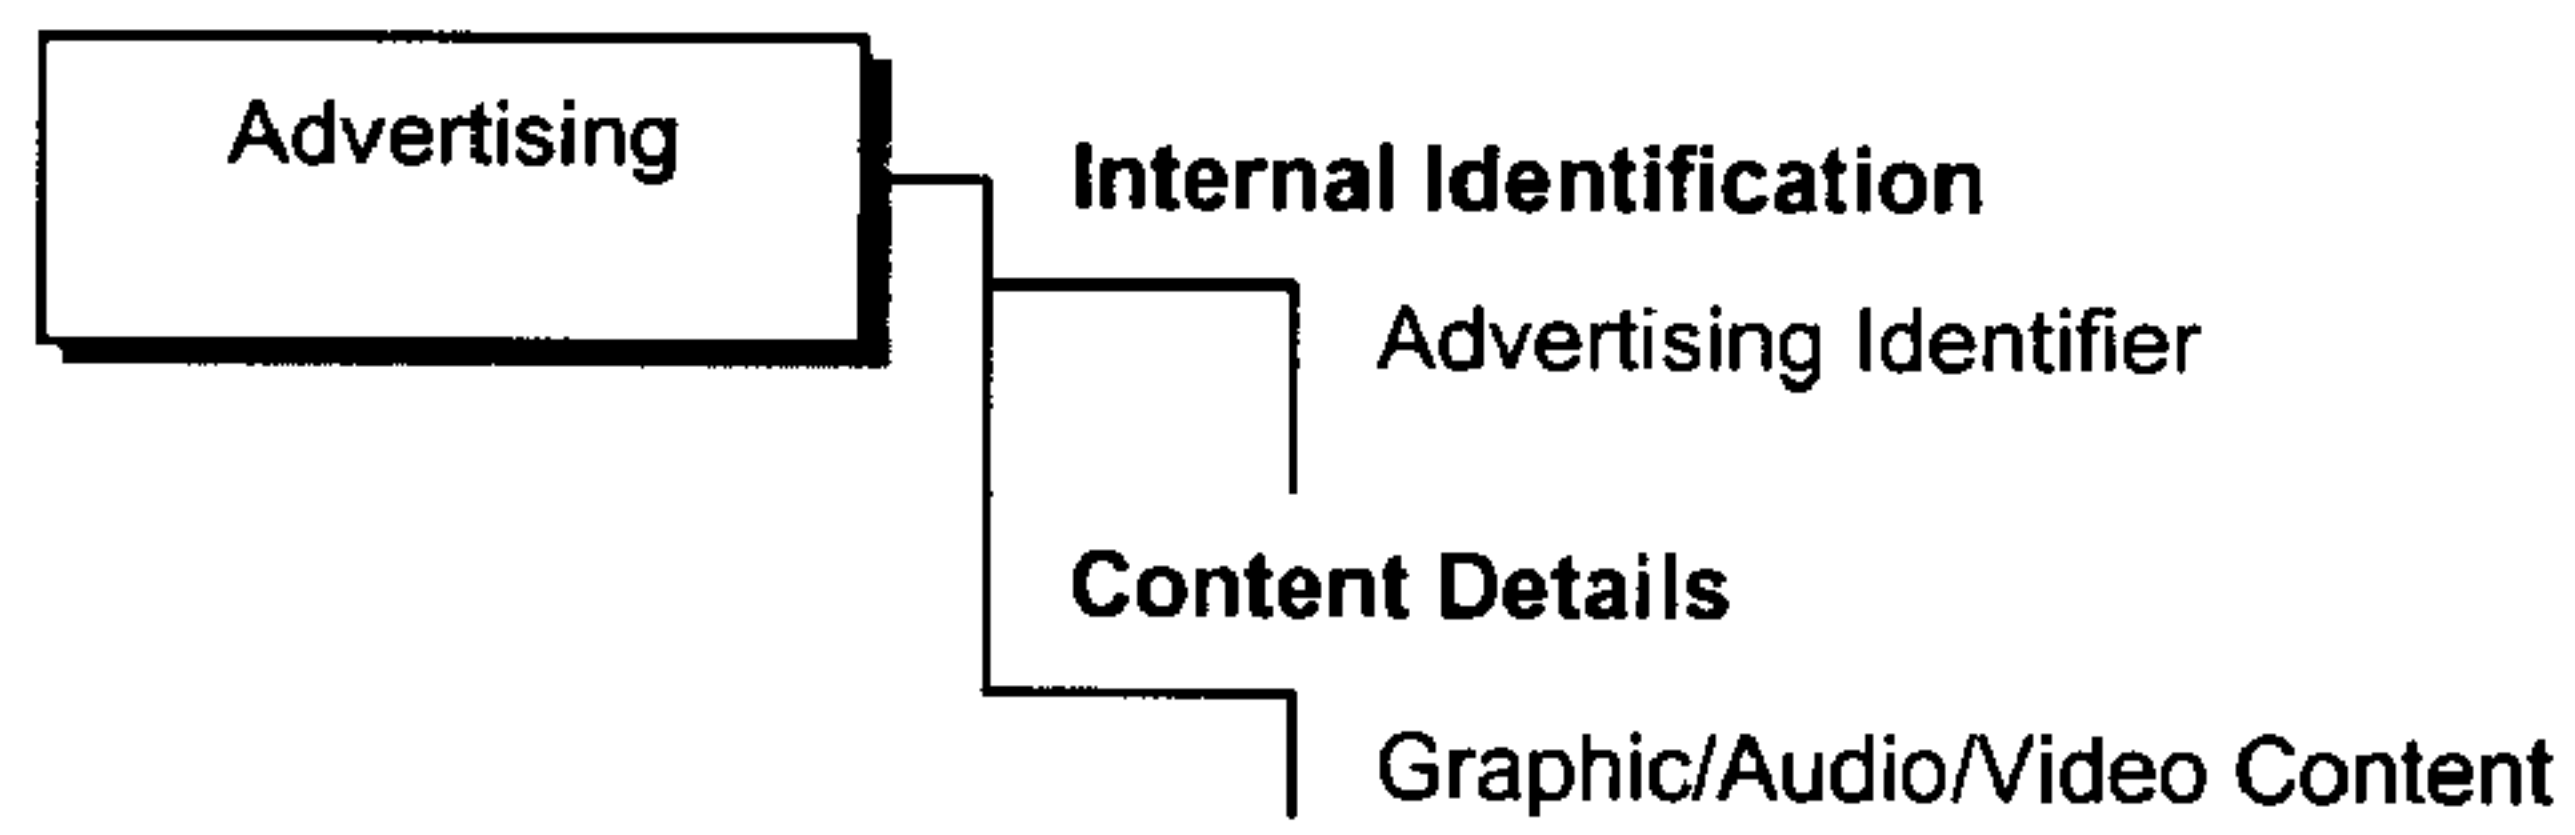 Advertising
Internal Identification
Advertising Identifier
Content Details
Graphic/Audio/Video Content